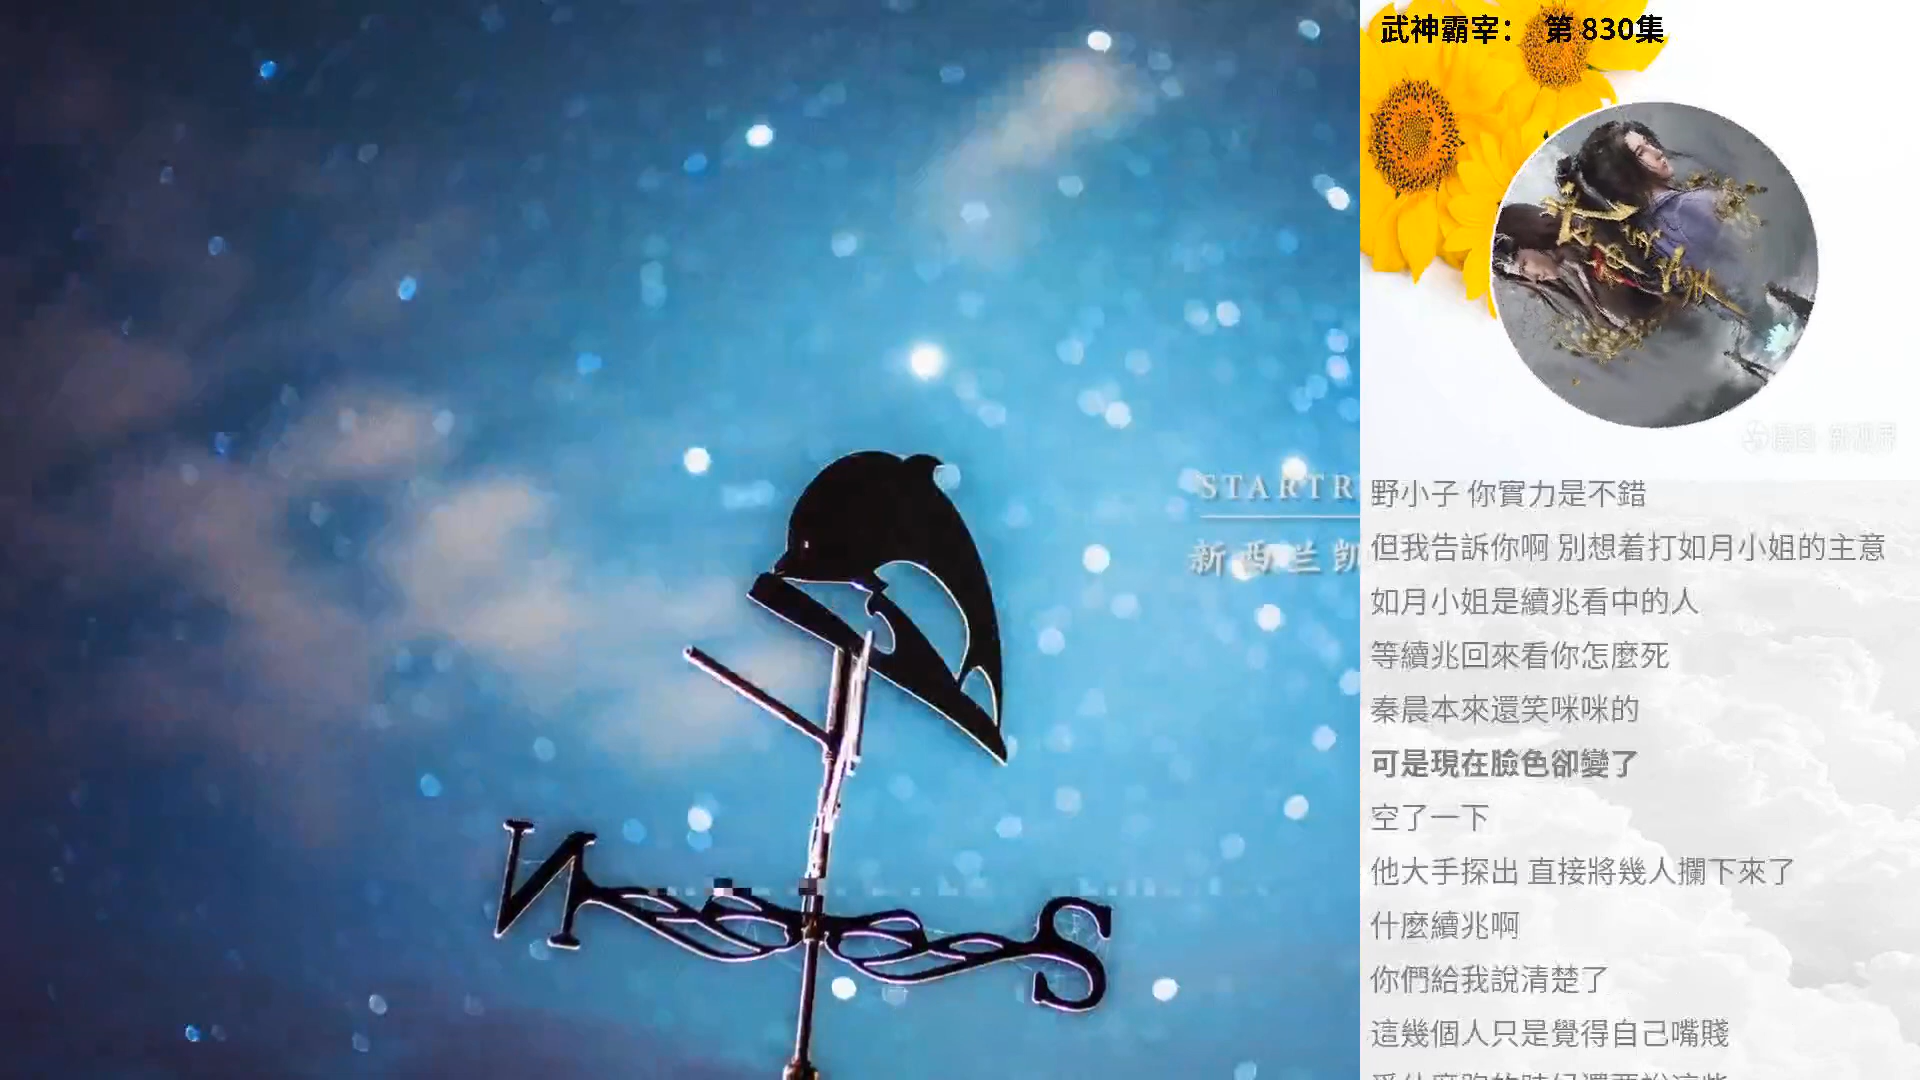 武神霸宰： 第 830集
STARTR
新西兰凯
野小子 你實力是不錯
但我告訴你啊 別想着打如月小姐的主意
如月小姐是續兆看中的人
等續兆回來看你怎麼死
秦晨本來還笑咪咪的
可是現在臉色卻變了
空了一下
他大手探出 直接將幾人攔下來了
什麼續兆啊
你們給我說清楚了
這幾個人只是覺得自己嘴賤
N
S